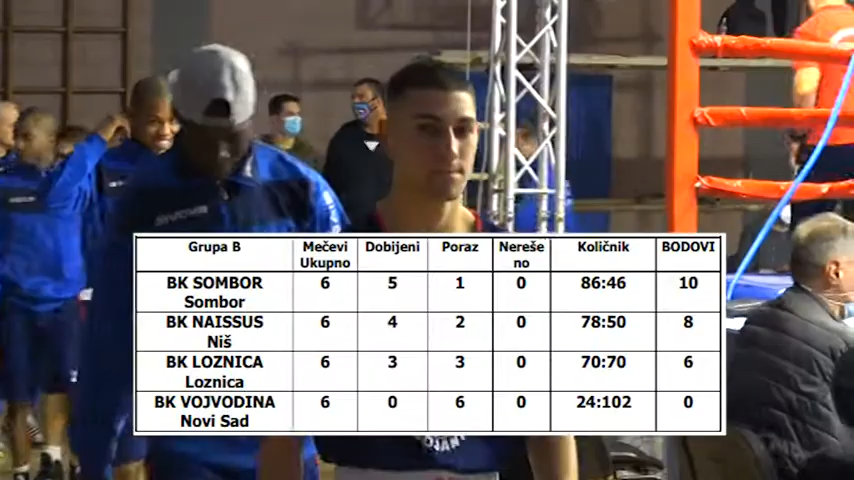 Grupa B Mečevi Ukupno Dobijeni Poraz Nereše no Količnik BODOVI
BK SOMBOR Sombor 6 5 1 0 86:46 10
BK NAISSUS Niš 6 4 2 0 78:50 8
BK LOZNICA Loznica 6 3 3 0 70:70 6
BK VOJVODINA Novi Sad 6 0 6 0 24:102 0